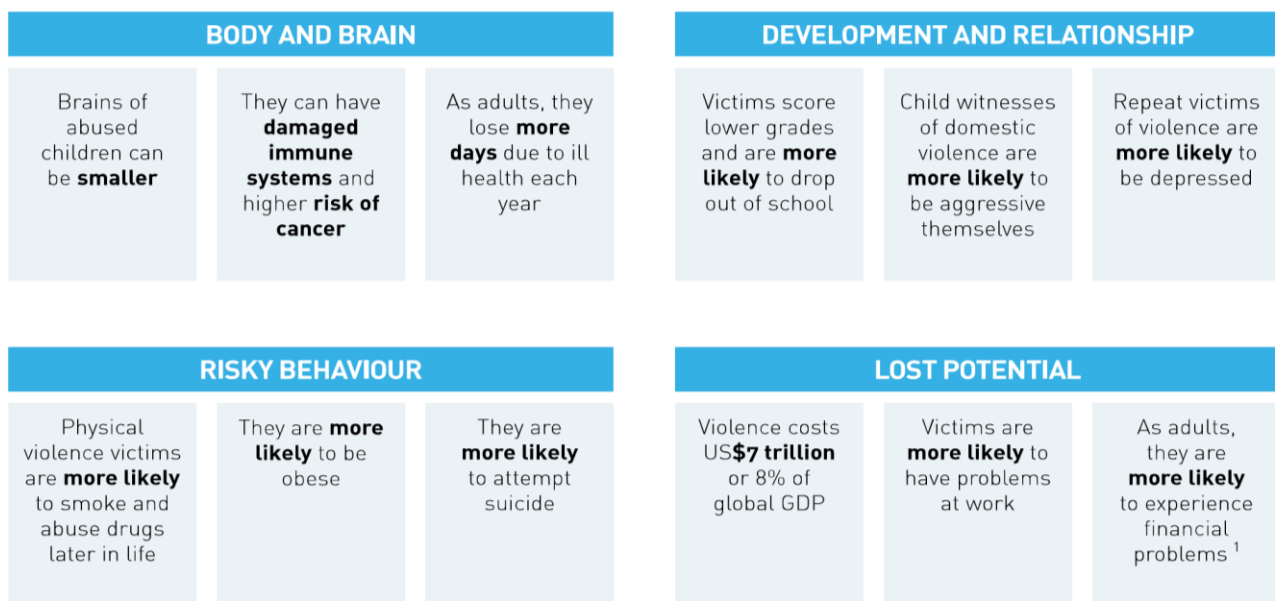 BODY AND BRAIN
Brains of
abused
children can
be smaller
They can have
damaged
immune
systems and
higher risk of
cancer
As adults, they
lose more
days due to ill
health each
year
DEVELOPMENT AND RELATIONSHIP
Victims score
lower grades
and are more
likely to drop
out of school
Child witnesses
of domestic
violence are
more likely to
be aggressive
themselves
Repeat victims
of violence are
more likely to
be depressed
RISKY BEHAVIOUR
Physical
violence victims
are more likely
to smoke and
abuse drugs
later in life
They are more
likely to be
obese
They are
more likely
to attempt
suicide
LOST POTENTIAL
Violence costs
US$7 trillion
or 8% of
global GDP
Victims are
more likely to
have problems
at work
As adults,
they are
more likely
to experience
financial
problems 1